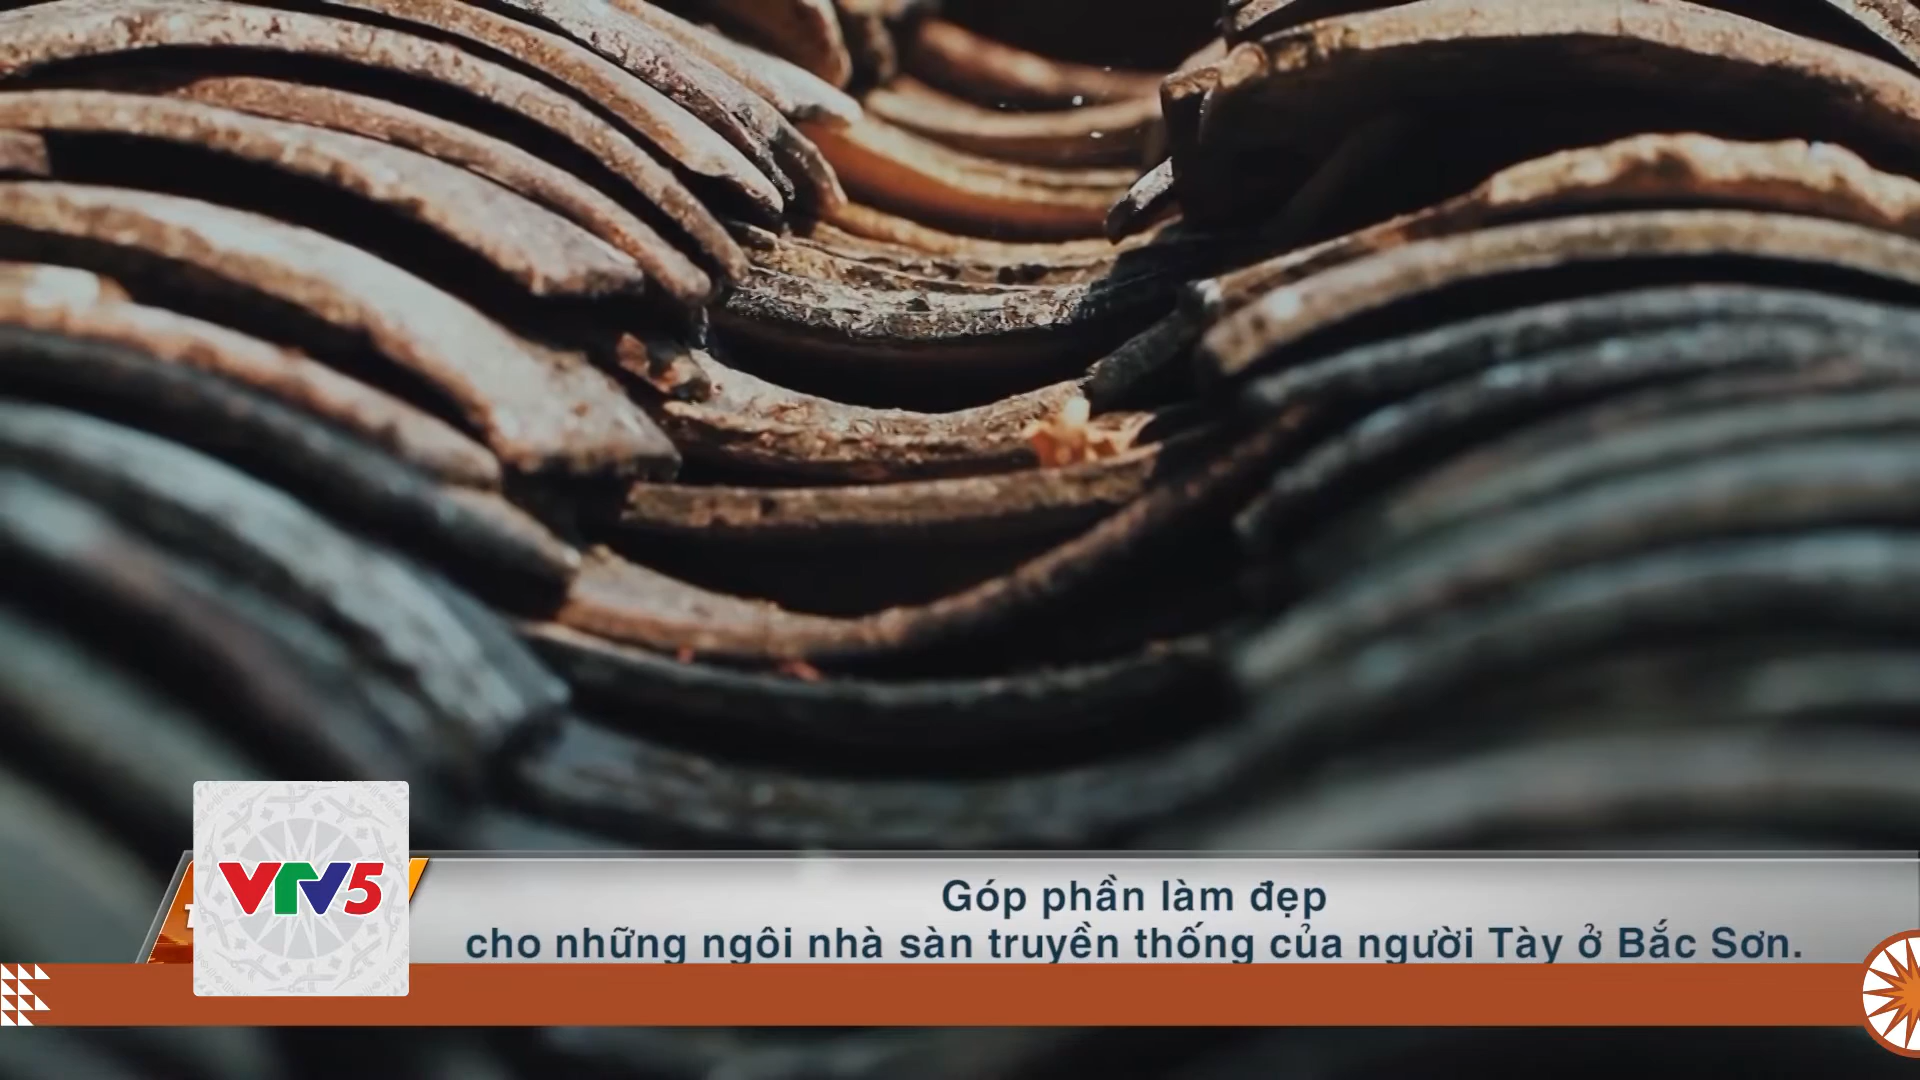 Góp phần làm đẹp
cho những ngôi nhà sàn truyền thống của người Tày ở Bắc Sơn.
VTV5